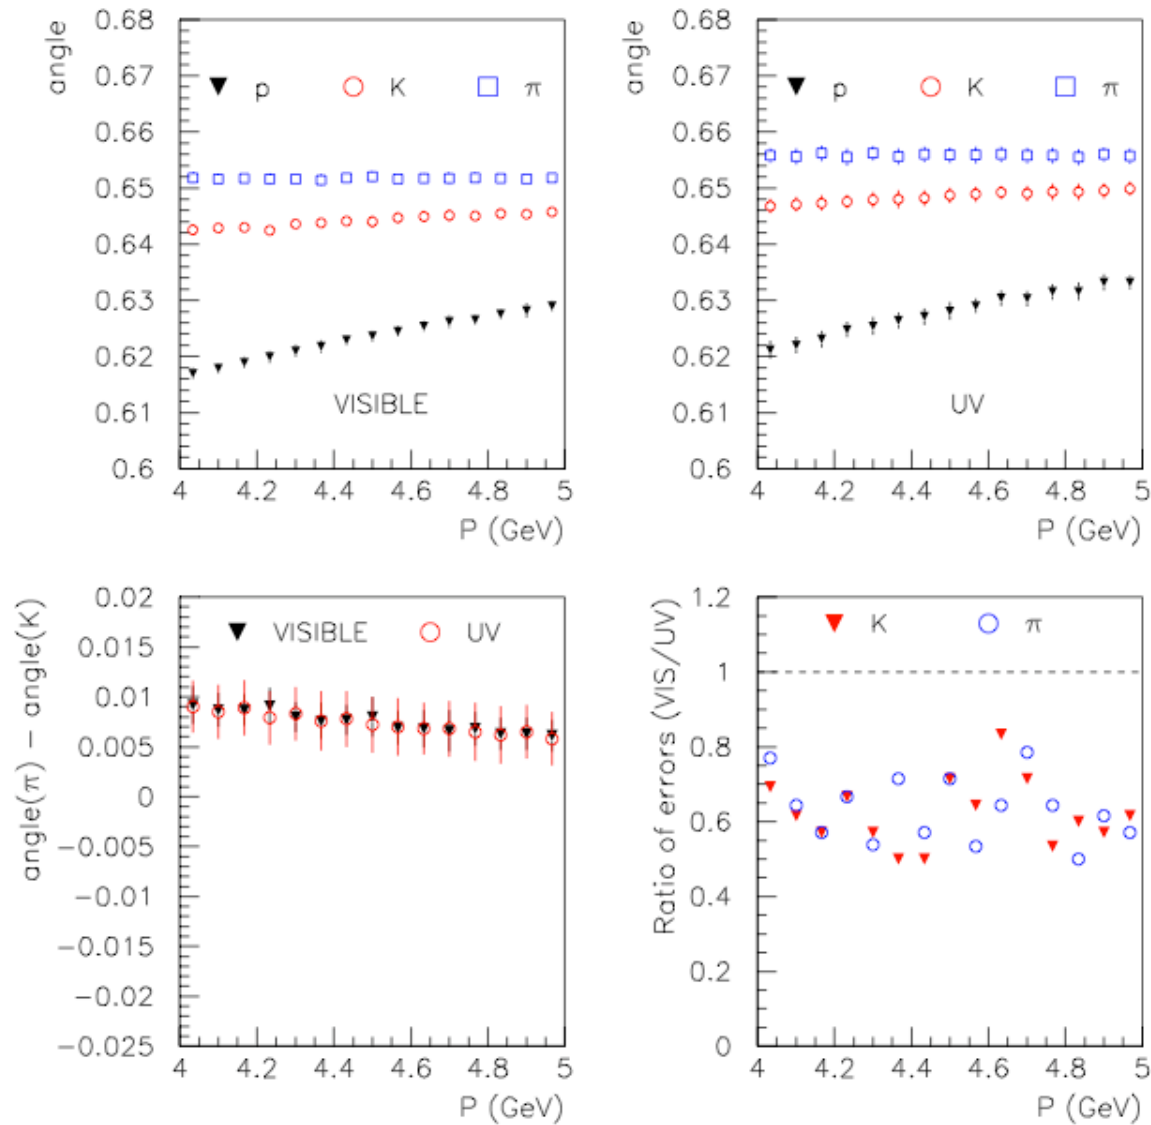 angle
0.68
0.67
0.66
0.65
0.64
0.63
0.62
0.61
0.6
p K π
VISIBLE
4 4.2 4.4 4.6 4.8 5
P (GeV)
angle
0.68
0.67
0.66
0.65
0.64
0.63
0.62
0.61
0.6
p K π
UV
4 4.2 4.4 4.6 4.8 5
P (GeV)
angle(π) − angle(K)
0.02
0.015
0.01
0.005
0
−0.005
−0.01
−0.015
−0.02
−0.025
VISIBLE UV
4 4.2 4.4 4.6 4.8 5
P (GeV)
Ratio of errors (VIS/UV)
1.2
1
0.8
0.6
0.4
0.2
0
K π
4 4.2 4.4 4.6 4.8 5
P (GeV)